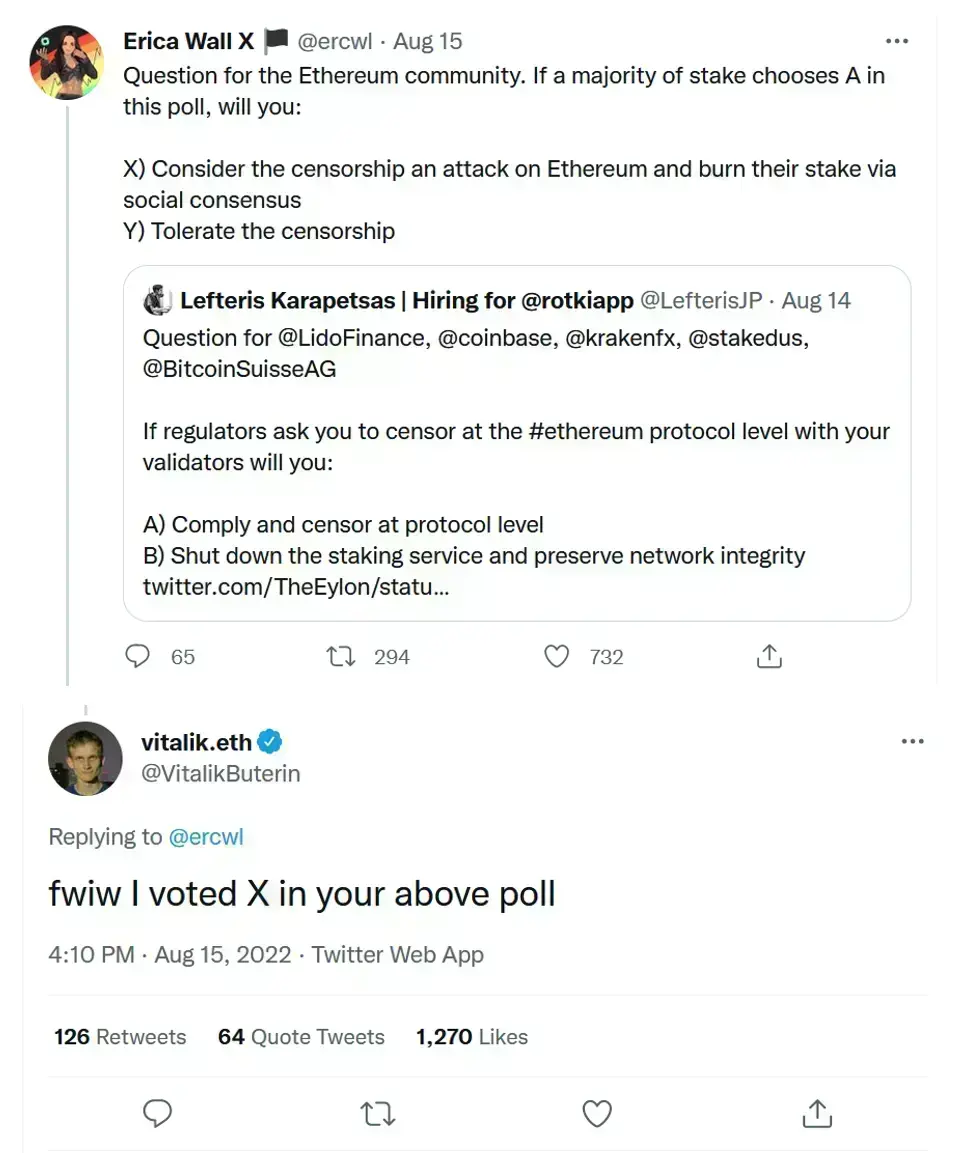 Erica Wall X 🏴 @ercwl · Aug 15
Question for the Ethereum community. If a majority of stake chooses A in
this poll, will you:
X) Consider the censorship an attack on Ethereum and burn their stake via
social consensus
Y) Tolerate the censorship
Lefteris Karapetsas | Hiring for @rotkiapp @LefterisJP · Aug 14
Question for @LidoFinance, @coinbase, @krakenfx, @stakedus,
@BitcoinSuisseAG
If regulators ask you to censor at the #ethereum protocol level with your
validators will you:
A) Comply and censor at protocol level
B) Shut down the staking service and preserve network integrity
twitter.com/TheEylon/statu...
65 294 732
vitalik.eth
@VitalikButerin
Replying to @ercwl
fwiw I voted X in your above poll
4:10 PM · Aug 15, 2022 · Twitter Web App
126 Retweets 64 Quote Tweets 1,270 Likes